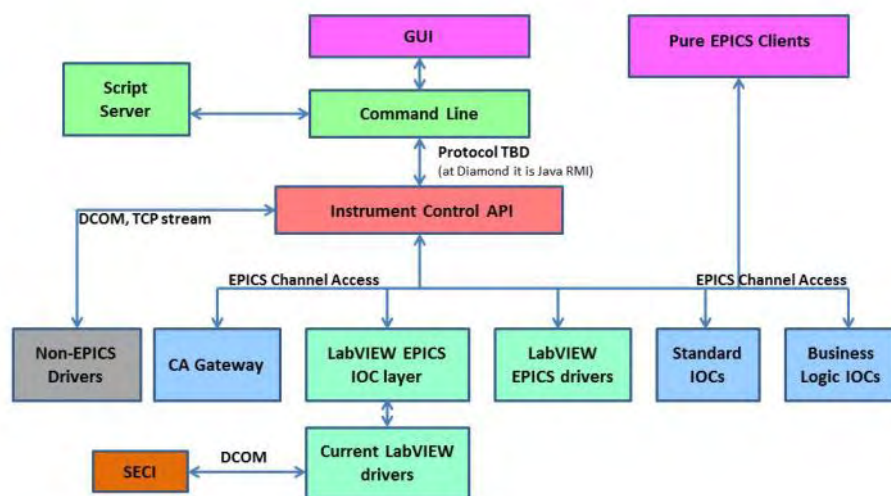 GUI
Pure EPICS Clients
Script
Server
Command Line
Protocol TBD
(at Diamond it is Java RMI)
Instrument Control API
DCOM, TCP stream
EPICS Channel Access
EPICS Channel Access
Non-EPICS
Drivers
CA Gateway
LabVIEW EPICS
IOC layer
LabVIEW
EPICS drivers
Standard
IOCs
Business
Logic IOCs
SECI
DCOM
Current LabVIEW
drivers